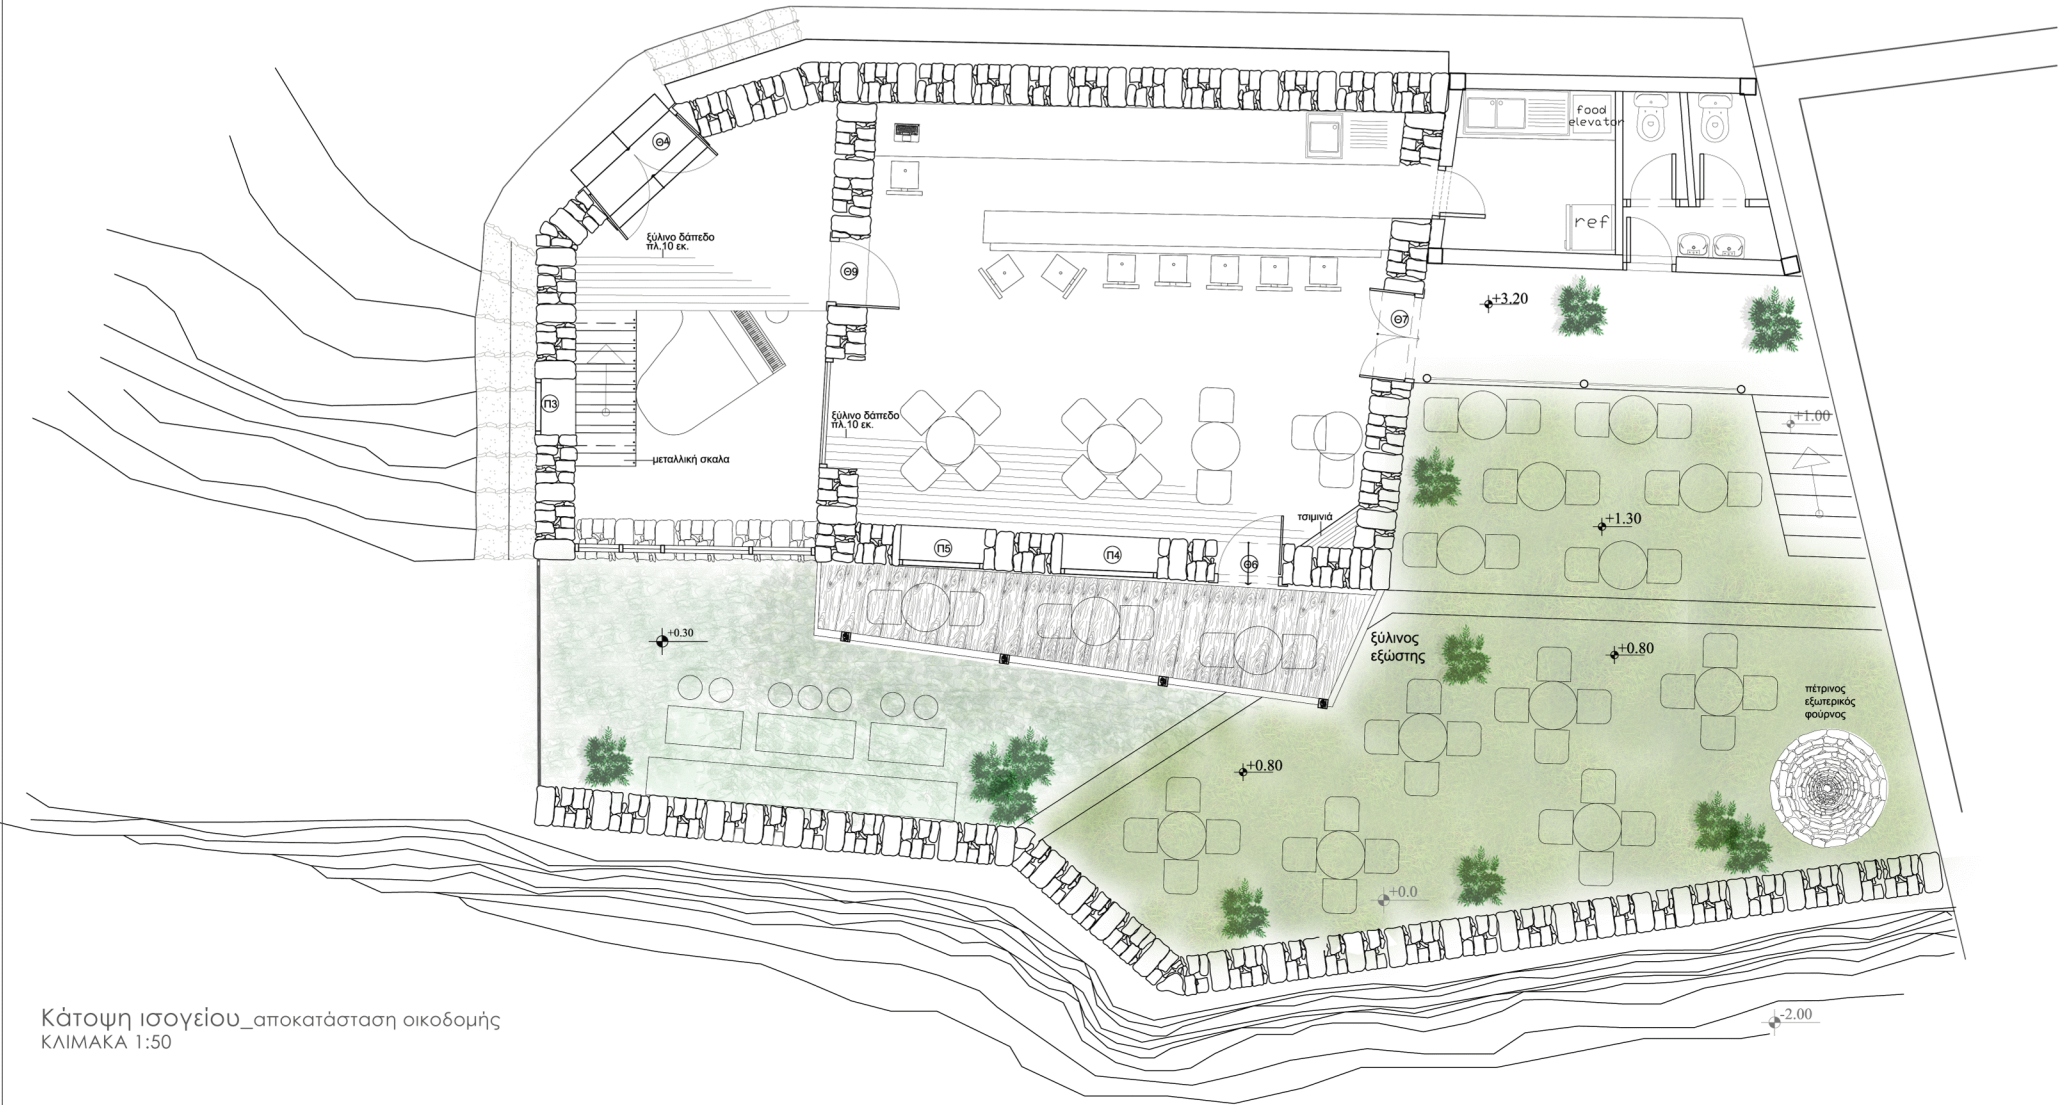 food
elevator
Θ4
ref
ξύλινο δάπεδο
πλ.10 εκ.
Θ9
+3.20
Θ7
Π3
ξύλινο δάπεδο
πλ.10 εκ.
+1.00
μεταλλική σκαλα
τσιμινιά
+1.30
Π5
Π4
Θ6
+0.30
ξύλινος
εξώστης
+0.80
πέτρινος
εξωτερικός
φούρνος
+0.80
+0.0
Κάτοψη ισογείου_αποκατάσταση οικοδομής
ΚΛΙΜΑΚΑ 1:50
-2.00